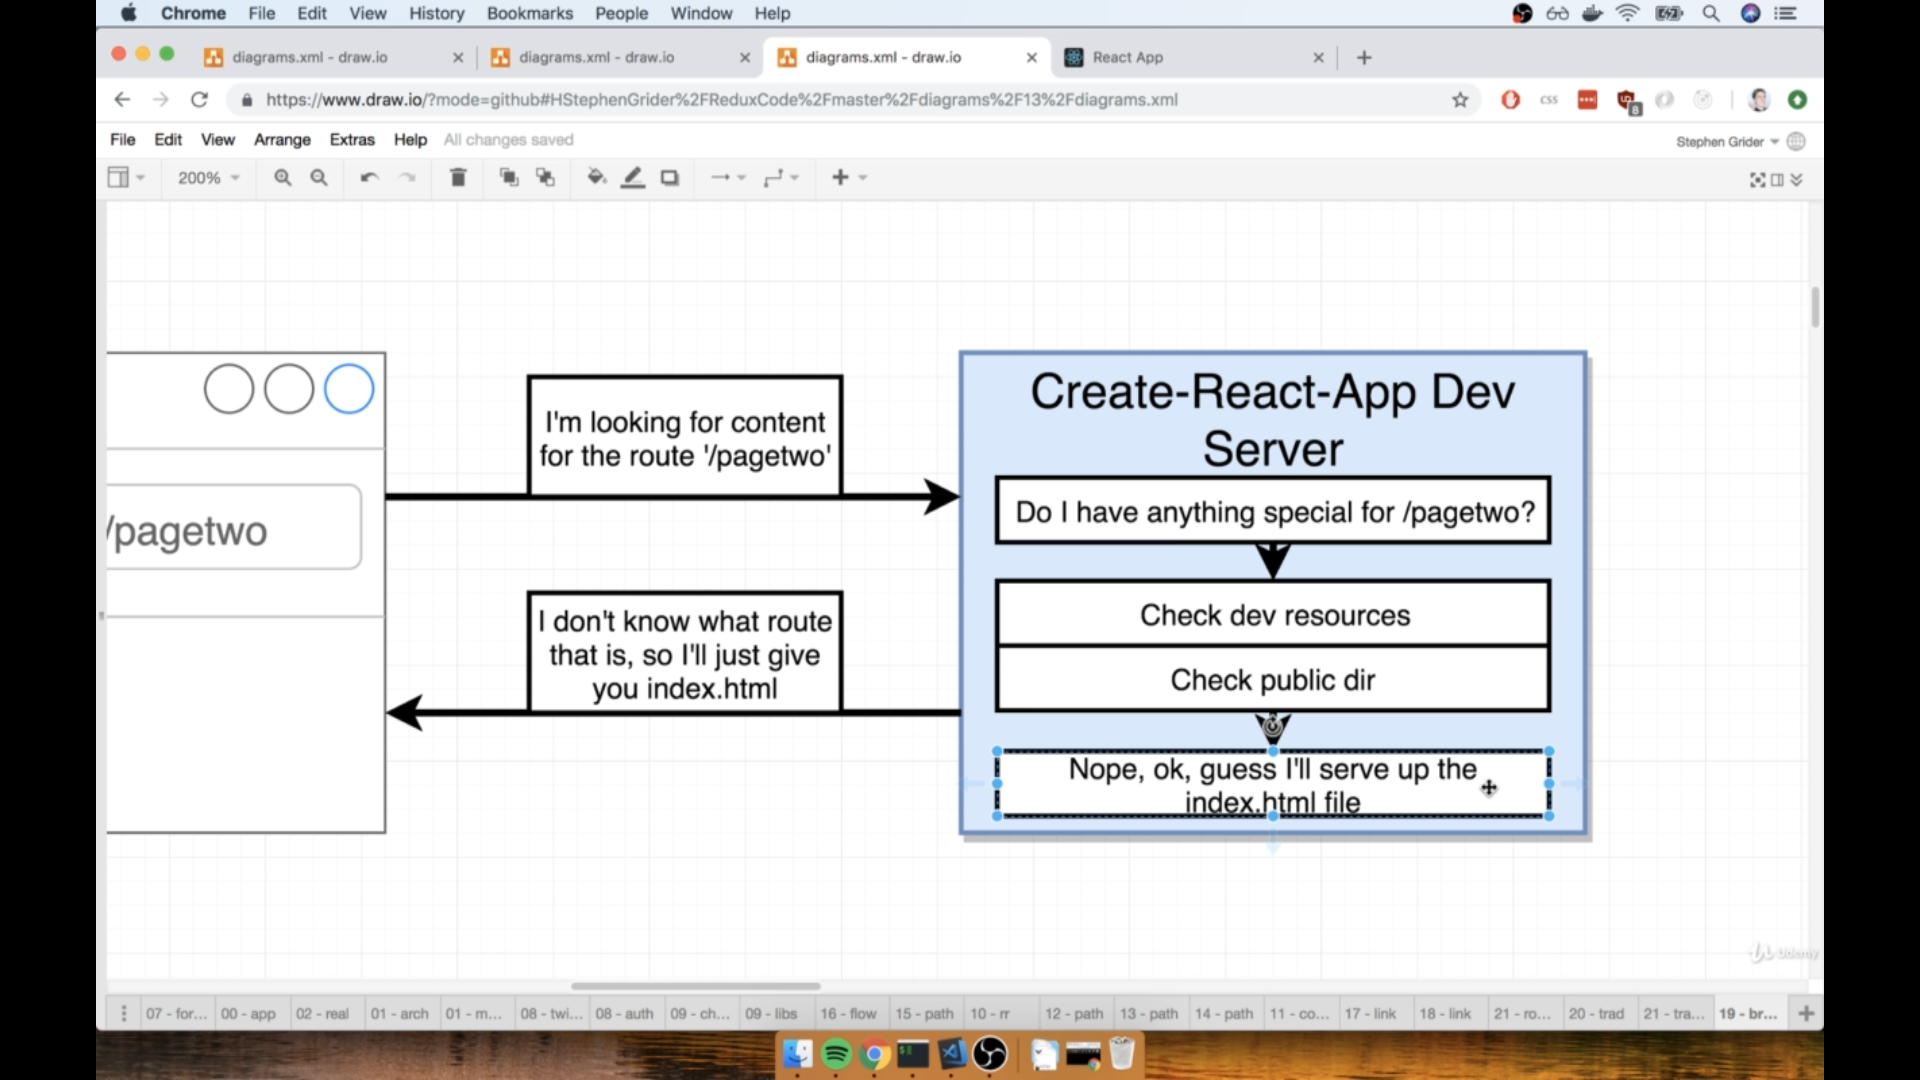 Chrome File Edit View History Bookmarks People Window Help
diagrams.xml - draw.io
diagrams.xml - draw.io
diagrams.xml - draw.io
React App
https://www.draw.io/?mode=github#HStephenGrider%2FReduxCode%2Fmaster%2Fdiagrams%2F13%2Fdiagrams.xml
CSS
8
File Edit View Arrange Extras Help All changes saved
Stephen Grider
200%
/pagetwo
I'm looking for content
for the route '/pagetwo'
I don't know what route
that is, so I'll just give
you index.html
Create-React-App Dev
Server
Do I have anything special for /pagetwo?
Check dev resources
Check public dir
Nope, ok, guess I'll serve up the
index.html file
Udemy
07 - for... 00 - app 02 - real 01 - arch 01 - m... 08 - twi... 08 - auth 09 - ch... 09 - libs 16 - flow 15 - path 10 - rr 12 - path 13 - path 14 - path 11 - co... 17 - link 18 - link 21 - ro... 20 - trad 21 - tra... 19 - br...